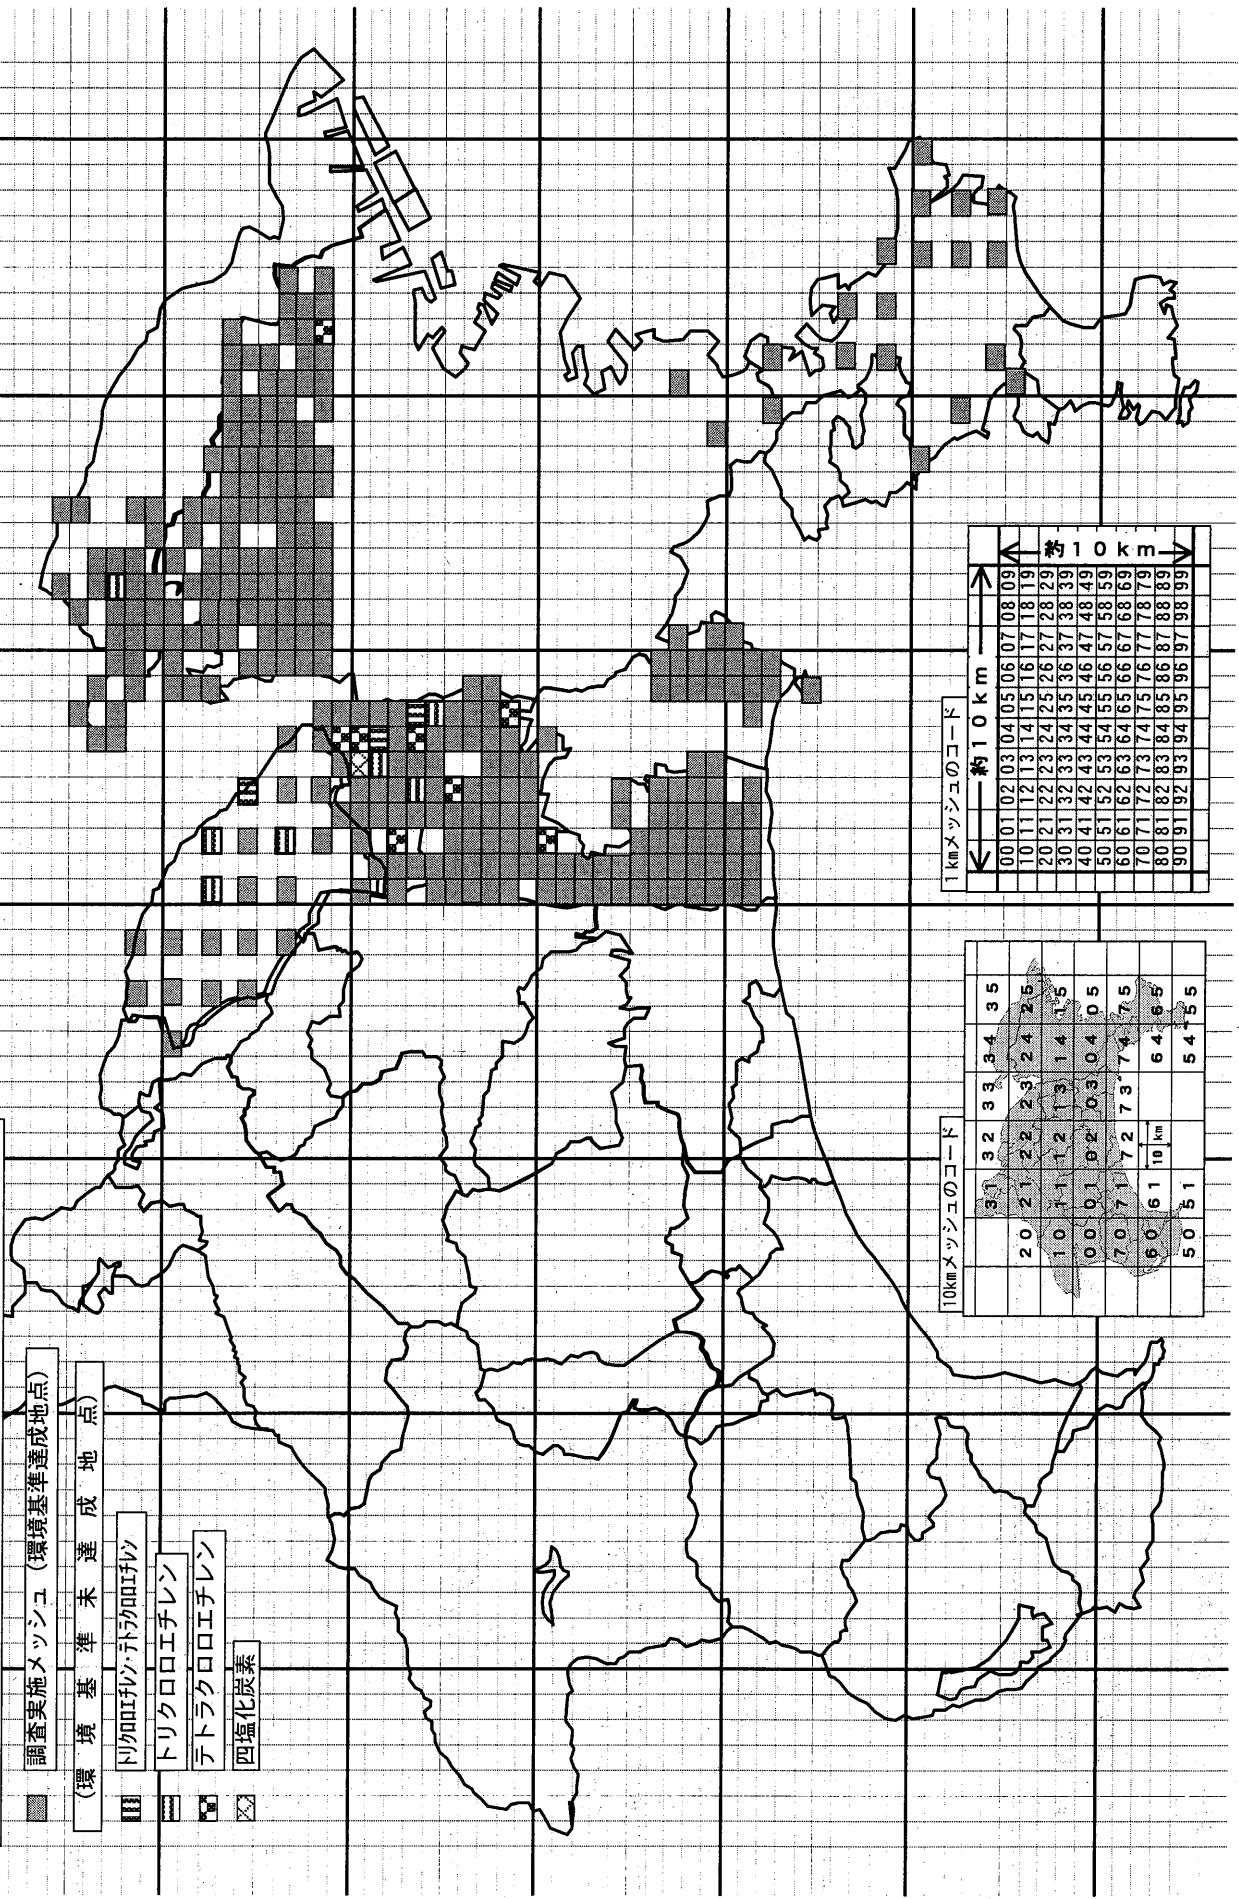 調査実施メッシュ(環境基準達成地点)
(環境基準未達成地点)
トリクロロエチレン・テトラクロロエチレン
トリクロロエチレン
テトラクロロエチレン
四塩化炭素
10kmメッシュのコード
31 32 33 34 35
20 21 22 23 24 25
10 11 12 13 14 15
00 01 02 03 04 05
70 71 72 73 74 75
60 61 64 65
10 km
50 51 54 55
1kmメッシュのコード
約10km
約10km
00 01 02 03 04 05 06 07 08 09
10 11 12 13 14 15 16 17 18 19
20 21 22 23 24 25 26 27 28 29
30 31 32 33 34 35 36 37 38 39
40 41 42 43 44 45 46 47 48 49
50 51 52 53 54 55 56 57 58 59
60 61 62 63 64 65 66 67 68 69
70 71 72 73 74 75 76 77 78 79
80 81 82 83 84 85 86 87 88 89
90 91 92 93 94 95 96 97 98 99